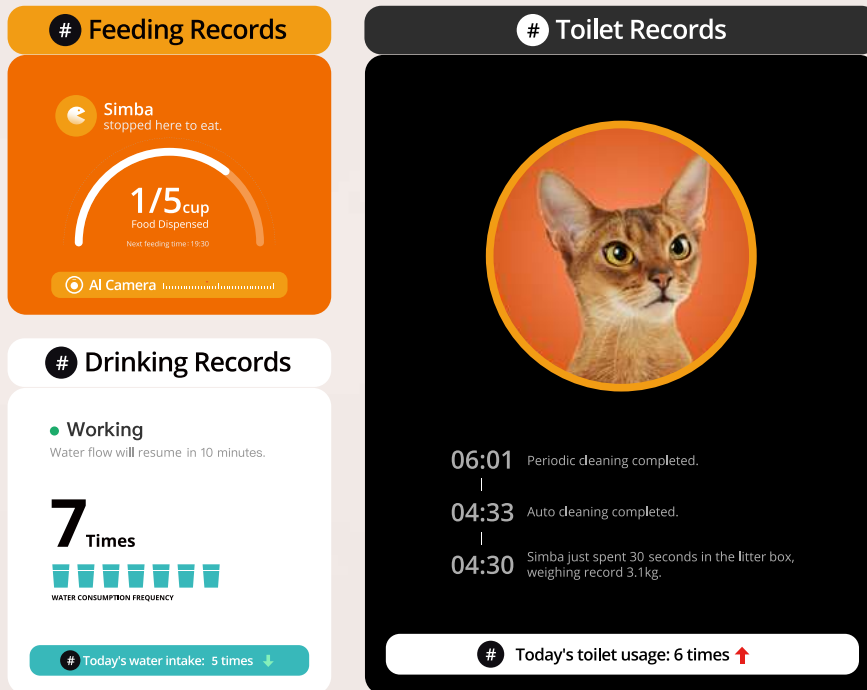 # Feeding Records
Simba
stopped here to eat.
1/5 cup
Food Dispensed
Next feeding time: 19:30
AI Camera
# Drinking Records
Working
Water flow will resume in 10 minutes.
7 Times
WATER CONSUMPTION FREQUENCY
# Today's water intake: 5 times
# Toilet Records
06:01 Periodic cleaning completed.
04:33 Auto cleaning completed.
04:30 Simba just spent 30 seconds in the litter box,
weighing record 3.1kg.
# Today's toilet usage: 6 times